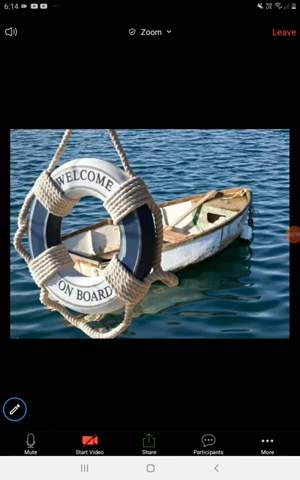 6:14
Zoom
Leave
WELCOME
ON BOARD
Mute
Start Video
Share
Participants
More